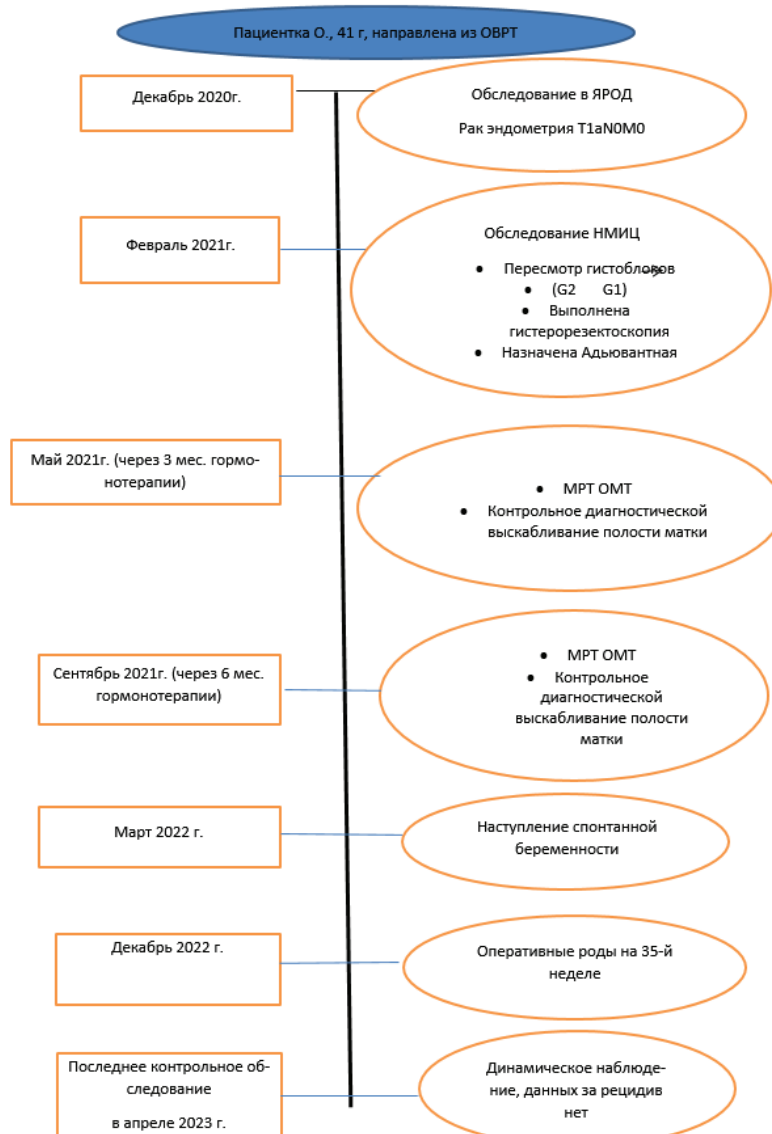 Пациентка О., 41 г, направлена из ОВРТ
Декабрь 2020г.
Обследование в ЯРОД
Рак эндометрия T1aN0M0
Февраль 2021г.
Обследование НМИЦ
• Пересмотр гистоблоков
• (G2 G1)
• Выполнена
гистерорезектоскопия
• Назначена Адьювантная
Май 2021г. (через 3 мес. гормо-
нотерапии)
• МРТ ОМТ
• Контрольное диагностической
выскабливание полости матки
Сентябрь 2021г. (через 6 мес.
гормонотерапии)
• МРТ ОМТ
• Контрольное
диагностической
выскабливание полости
матки
Март 2022 г.
Наступление спонтанной
беременности
Декабрь 2022 г.
Оперативные роды на 35-й
неделе
Последнее контрольное об-
следование
в апреле 2023 г.
Динамическое наблюде-
ние, данных за рецидив
нет